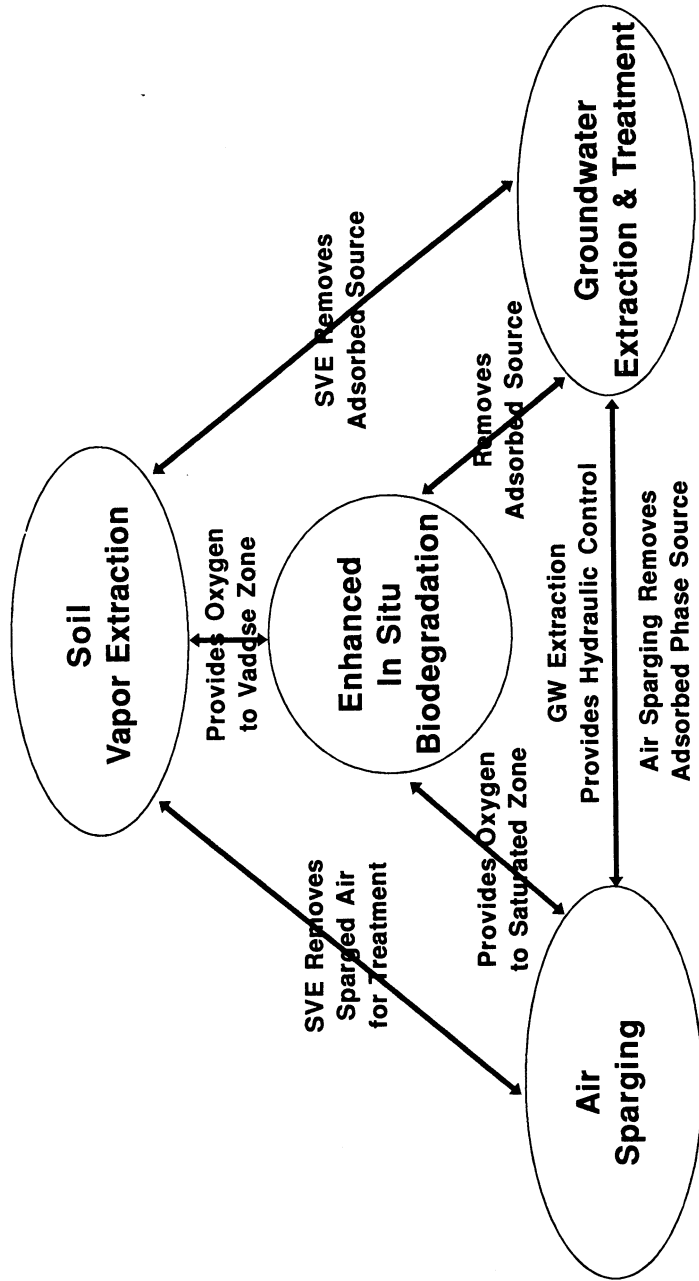 Soil
Vapor Extraction
SVE Removes
Sparged Air
for Treatment
Provides Oxygen
to Vadose Zone
SVE Removes
Adsorbed Source
Enhanced
In Situ
Biodegradation
Provides Oxygen
to Saturated Zone
Removes
Adsorbed Source
Air
Sparging
GW Extraction
Provides Hydraulic Control
Air Sparging Removes
Adsorbed Phase Source
Groundwater
Extraction & Treatment